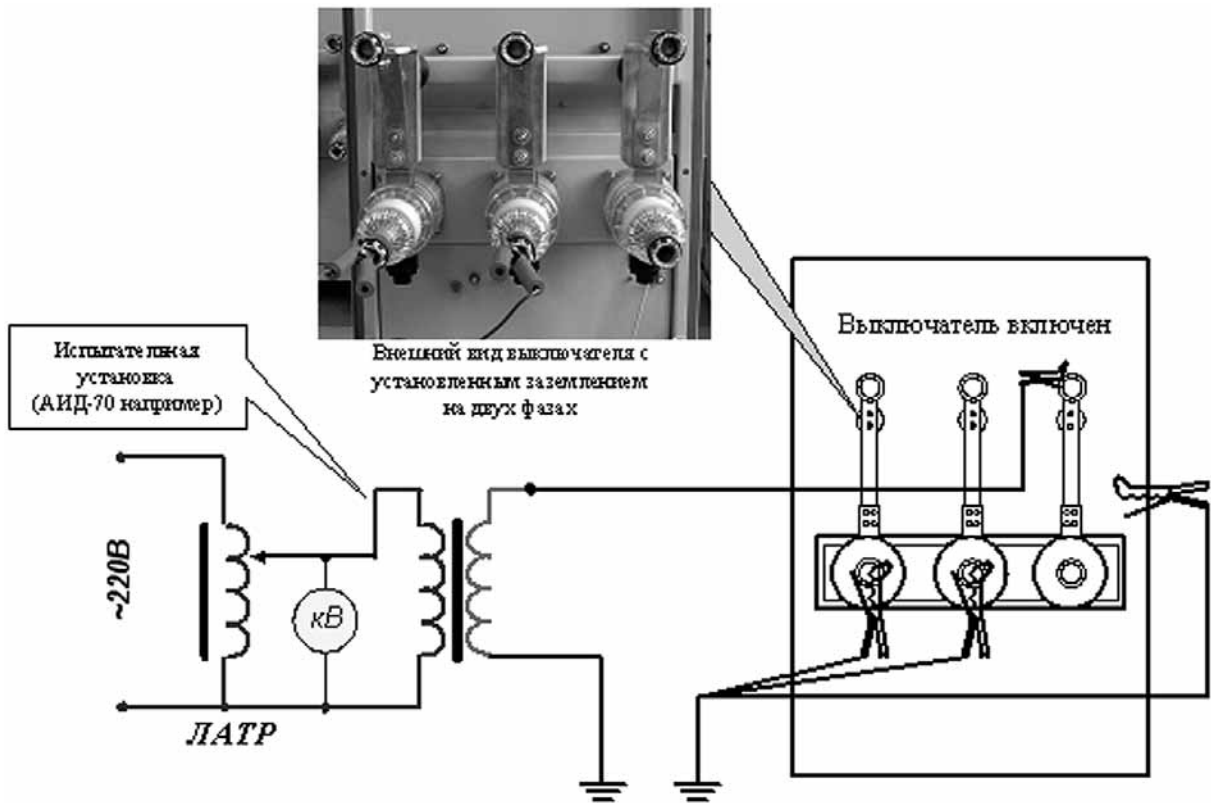 Внешний вид выключателя с
установленным заземлением
на двух фазах
Выключатель включен
Испытательная
установка
(АИД-70 например)
~220В
кВ
ЛАТР